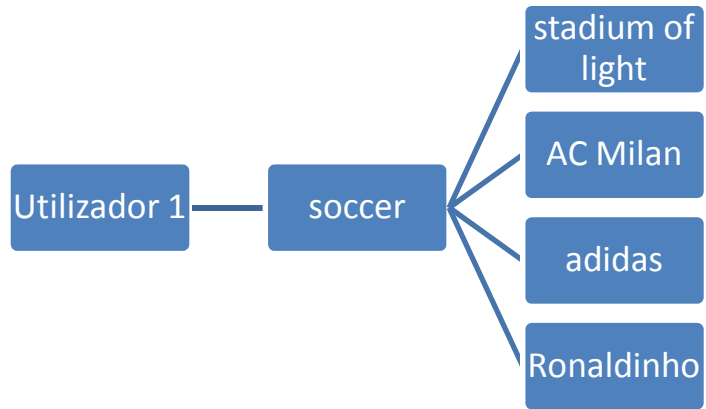 Utilizador 1
soccer
stadium of
light
AC Milan
adidas
Ronaldinho